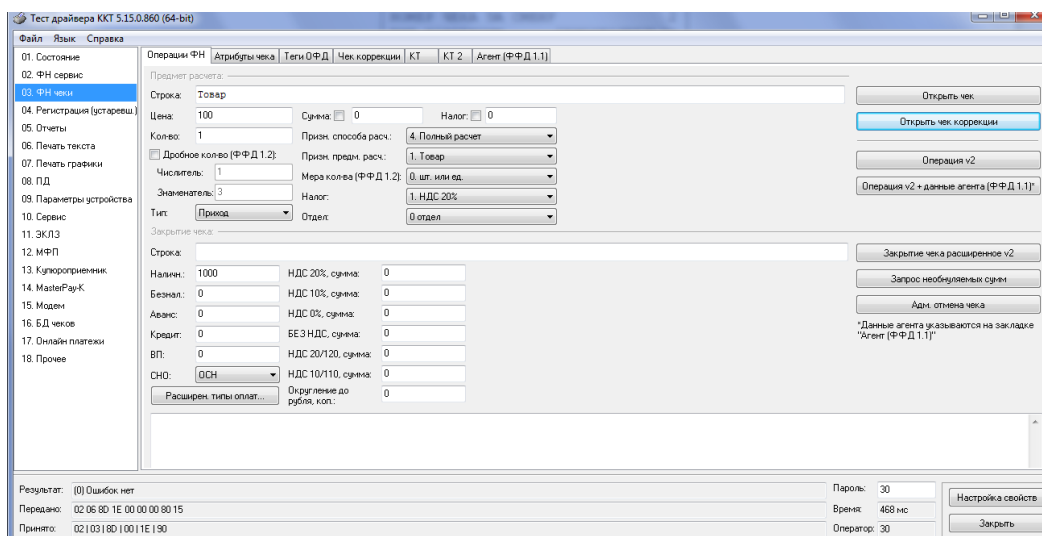 НОМЕР ЧЕКА ЗА СМЕНУ 2
Тест драйвера ККТ 5.15.0.860 (64-bit)
Файл Язык Справка
01. Состояние
02. ФН сервис
03. ФН чеки
04. Регистрация (устаревш.)
05. Отчеты
06. Печать текста
07. Печать графики
08. ПД
09. Параметры устройства
10. Сервис
11. ЭКЛЗ
12. МФП
13. Купюроприемник
14. MasterPay-K
15. Модем
16. БД чеков
17. Онлайн платежи
18. Прочее
Операции ФН Атрибуты чека Теги ОФД Чек коррекции КТ КТ 2 Агент (ФФД 1.1)
Предмет расчета:
Строка: Товар
Цена: 100 Сумма: 0 Налог: 0
Кол-во: 1 Призн. способа расч.: 4. Полный расчет
Дробное кол-во (ФФД 1.2): Призн. предм. расч.: 1. Товар
Числитель: 1 Мера кол-ва (ФФД 1.2): 0. шт. или ед.
Знаменатель: 3 Налог: 1. НДС 20%
Тип: Приход Отдел: 0 отдел
Закрытие чека:
Строка:
Наличн.: 1000 НДС 20%, сумма: 0
Безнал.: 0 НДС 10%, сумма: 0
Аванс: 0 НДС 0%, сумма: 0
Кредит: 0 БЕЗ НДС, сумма: 0
ВП: 0 НДС 20/120, сумма: 0
СНО: ОСН НДС 10/110, сумма: 0
Расширен. типы оплат... Округление до рубля, коп.: 0
Открыть чек
Открыть чек коррекции
Операция v2
Операция v2 + данные агента (ФФД 1.1)*
Закрытие чека расширенное v2
Запрос необнуляемых сумм
Адм. отмена чека
*Данные агента указываются на закладке
"Агент (ФФД 1.1)"
Результат: (0) Ошибок нет
Передано: 02 06 8D 1E 00 00 00 80 15
Принято: 02 | 03 | 8D | 00 | 1E | 90
Пароль: 30
Время: 468 мс
Оператор: 30
Настройка свойств
Закрыть